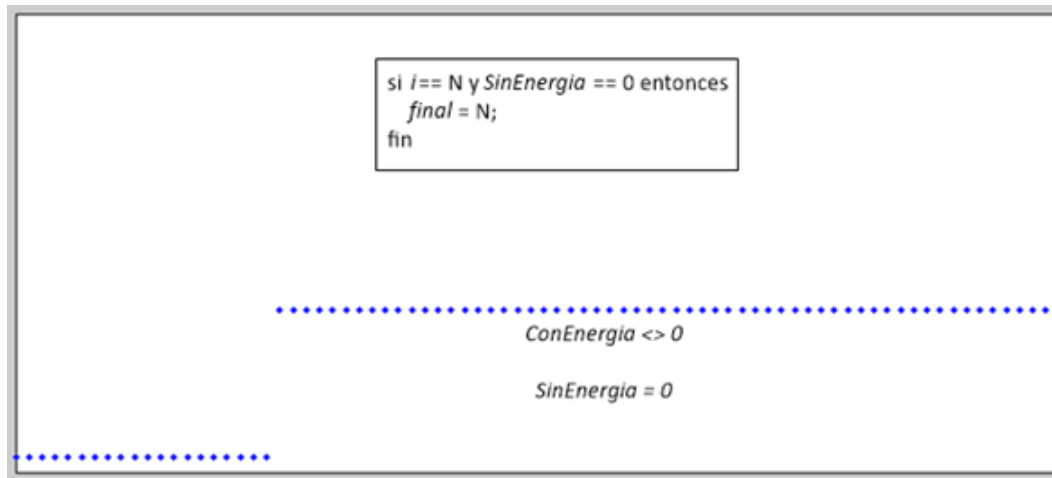 si i== N y SinEnergia == 0 entonces
final = N;
fin
ConEnergia <> 0
SinEnergia = 0